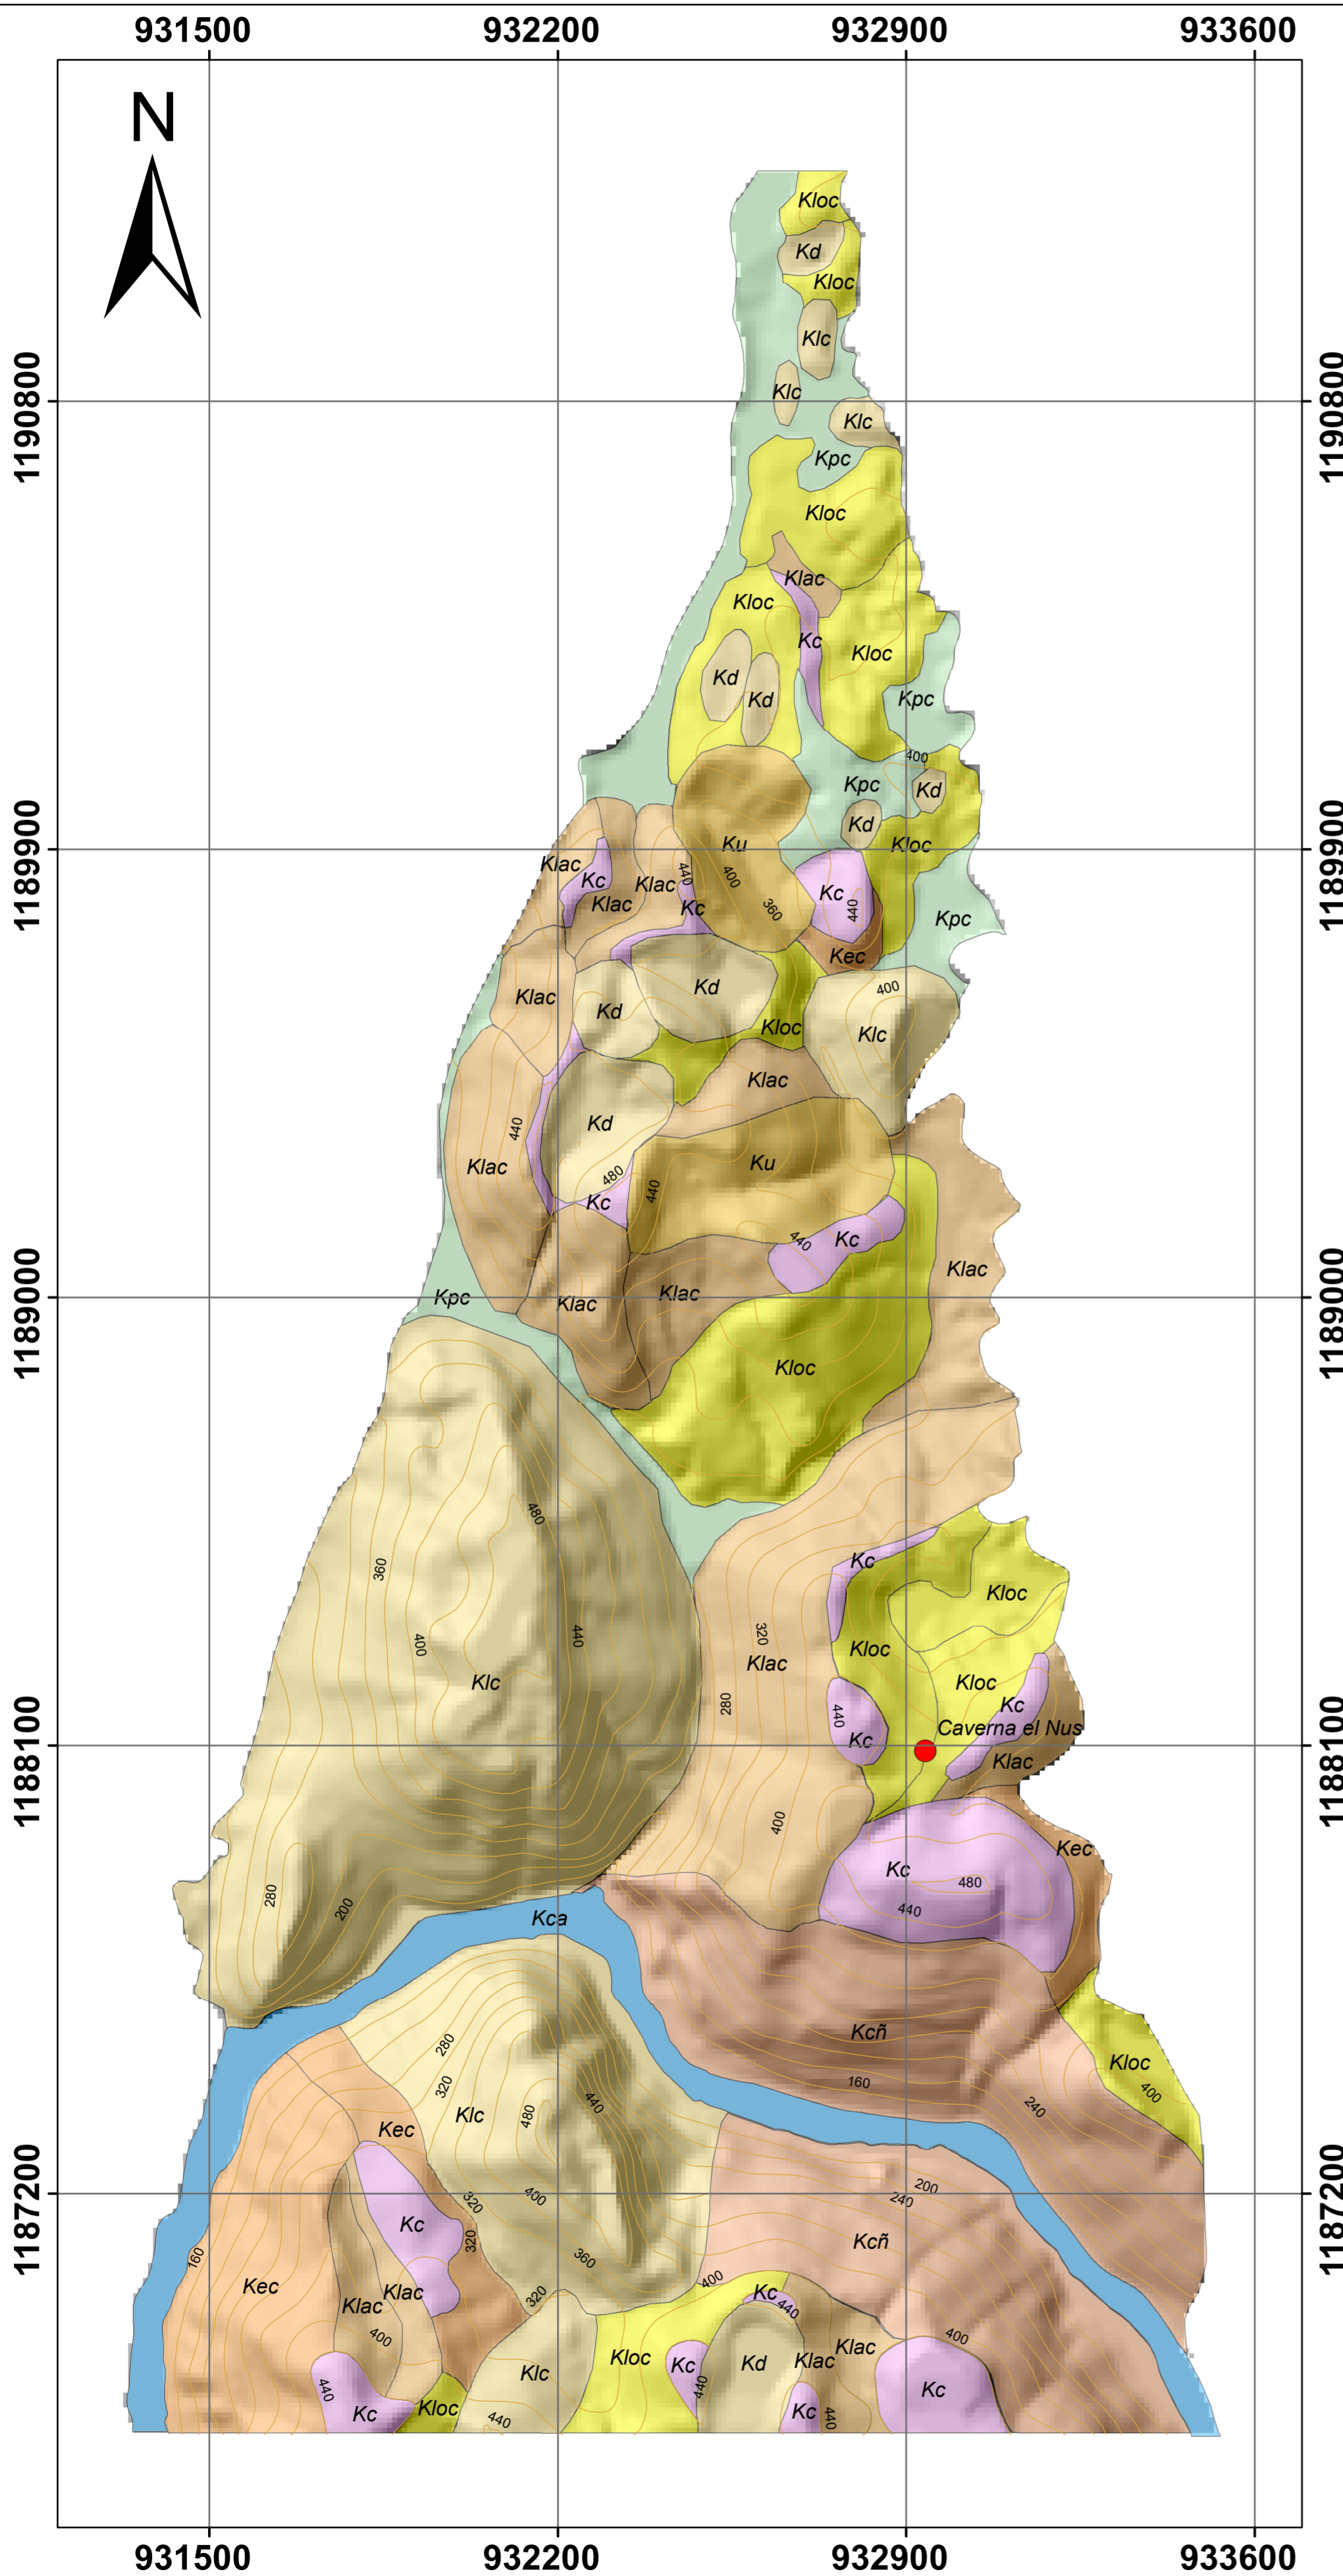 931500 932200 932900 933600
N
Kloc
Kd
Kloc
Klc
Klc
1190800 1190800
Klc
Kpc
Kloc
Klac
Kloc
Kc
Kloc
Kd
Kpc
Kd
400
Kpc
Kd
Kd
Ku Kloc
1189900 1189900
Klac
440 400
Kc Klac Kc
Klac Kc 360 440
Kpc
Kec
Kd 400
Klac
Kd
Kloc Klc
Klac
Kd
440
Klac Ku
480 440
Kc
440 Kc
Klac
Kpc Klac Klac
1189000 1189000
Kloc
480
Kc
360
Kloc
320
440
400 Kloc
Klac
Klc Kloc
280 Kc
440
Caverna el Nus
Kc
1188100 1188100
Klac
400
Kec
Kc
480
280
200 440
Kca
Kcñ
280
Kloc
160
320 400
440 240
Klc 480
Kec
200
400 240
1187200 1187200
320
Kc
320 Kcñ
160 360
Kec Klac 400 Kc
320
Klac 440
400 400
Klac
Kloc Kc Kd Klac
Klc
440 440 Kc
Kloc Kc
Kc 440 440
931500 932200 932900 933600